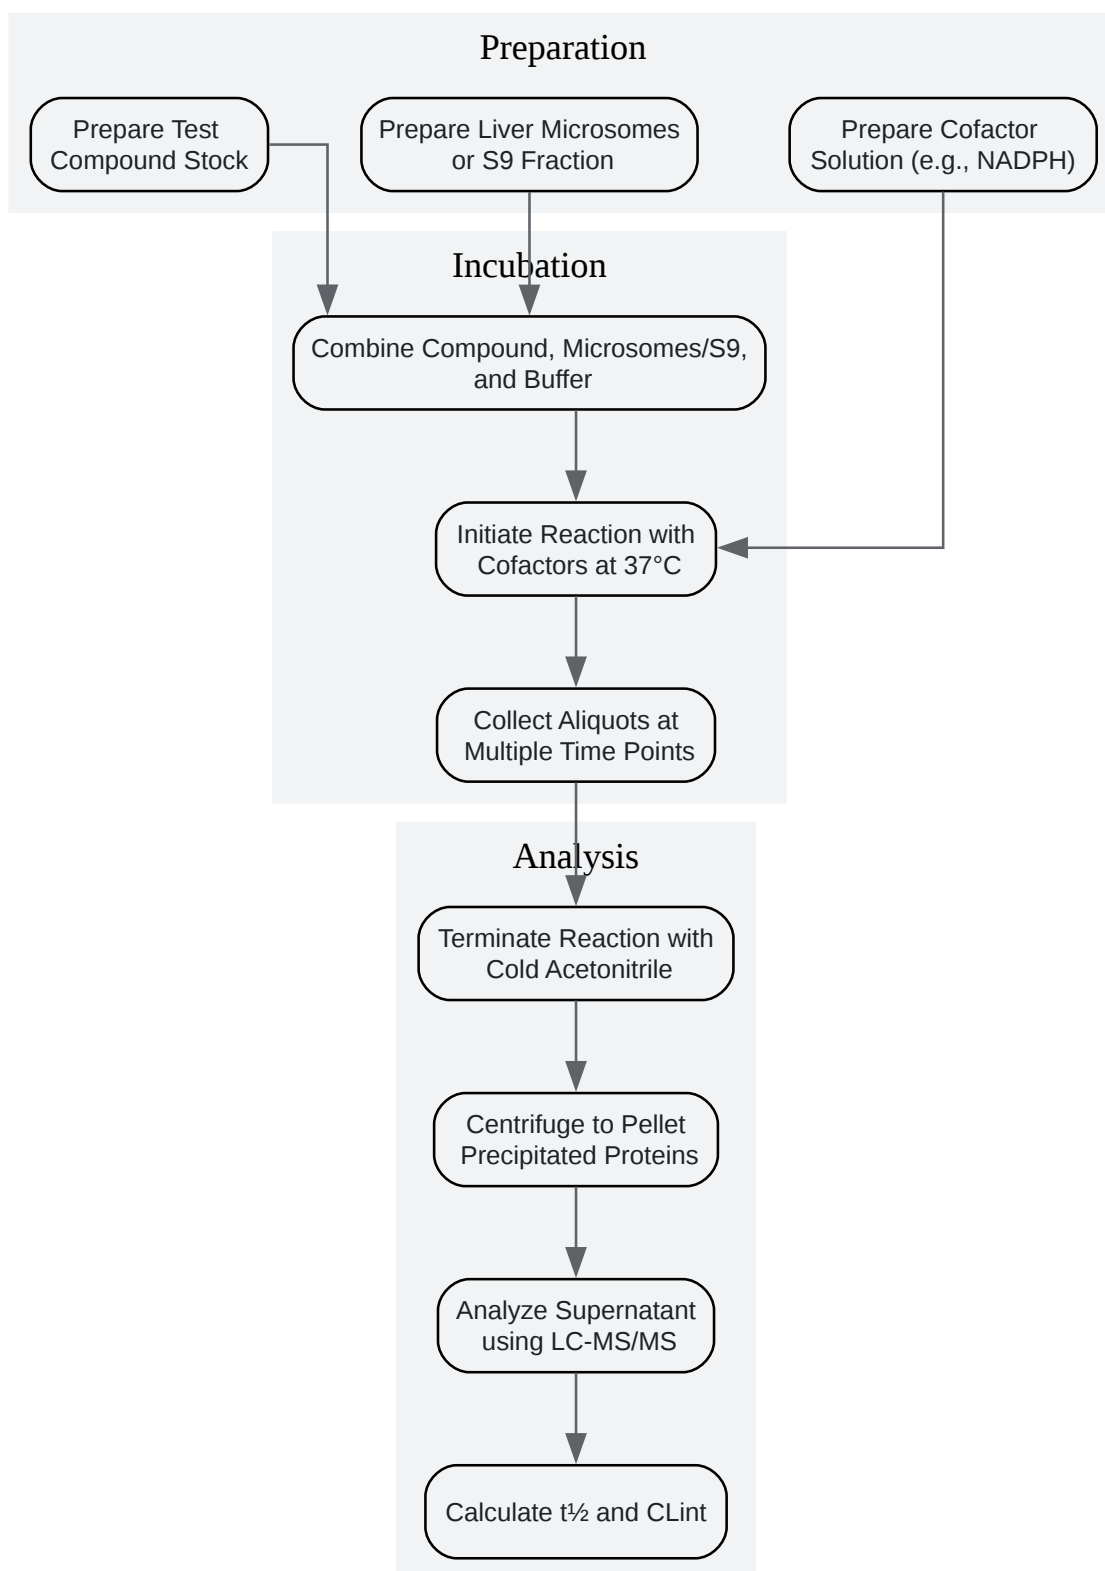 Preparation
Prepare Test
Compound Stock
Prepare Liver Microsomes
or S9 Fraction
Prepare Cofactor
Solution (e.g., NADPH)
Incubation
Combine Compound, Microsomes/S9,
and Buffer
Initiate Reaction with
Cofactors at 37°C
Collect Aliquots at
Multiple Time Points
Analysis
Terminate Reaction with
Cold Acetonitrile
Centrifuge to Pellet
Precipitated Proteins
Analyze Supernatant
using LC-MS/MS
Calculate t½ and CLint